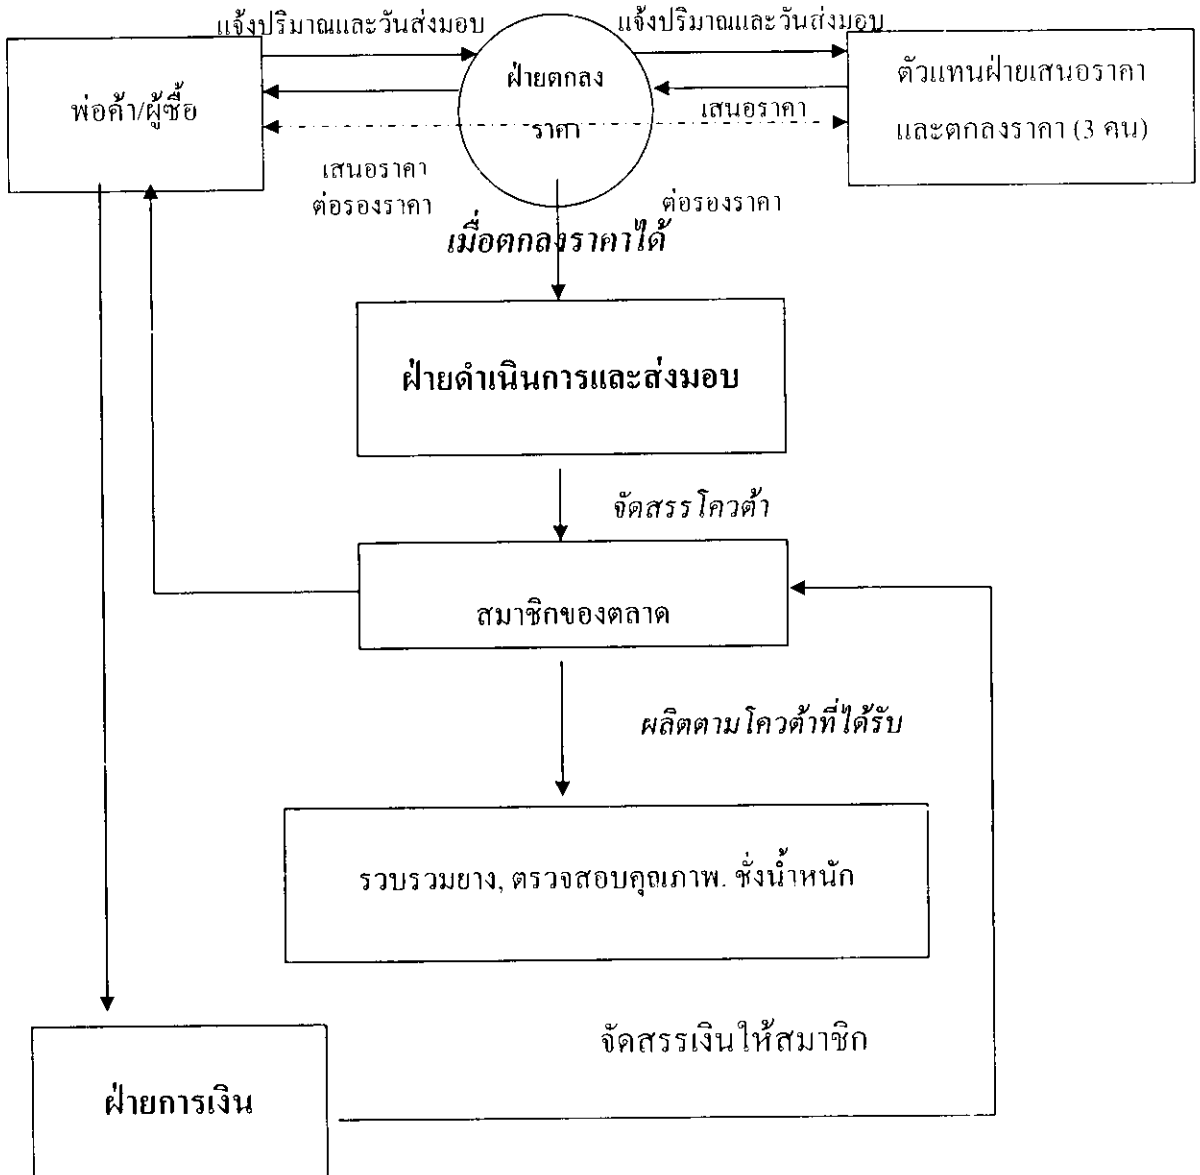 แจ้งปริมาณและวันส่งมอบ
แจ้งปริมาณและวันส่งมอบ
พ่อค้า/ผู้ซื้อ
ฝ่ายตกลง
ราคา
ตัวแทนฝ่ายเสนอราคา
และตกลงราคา (3 คน)
เสนอราคา
เสนอราคา
ต่อรองราคา
ต่อรองราคา
เมื่อตกลงราคาได้
ฝ่ายดำเนินการและส่งมอบ
จัดสรรโควต้า
สมาชิกของตลาด
ผลิตตามโควต้าที่ได้รับ
รวบรวมยาง, ตรวจสอบคุณภาพ. ชั่งน้ำหนัก
จัดสรรเงินให้สมาชิก
ฝ่ายการเงิน